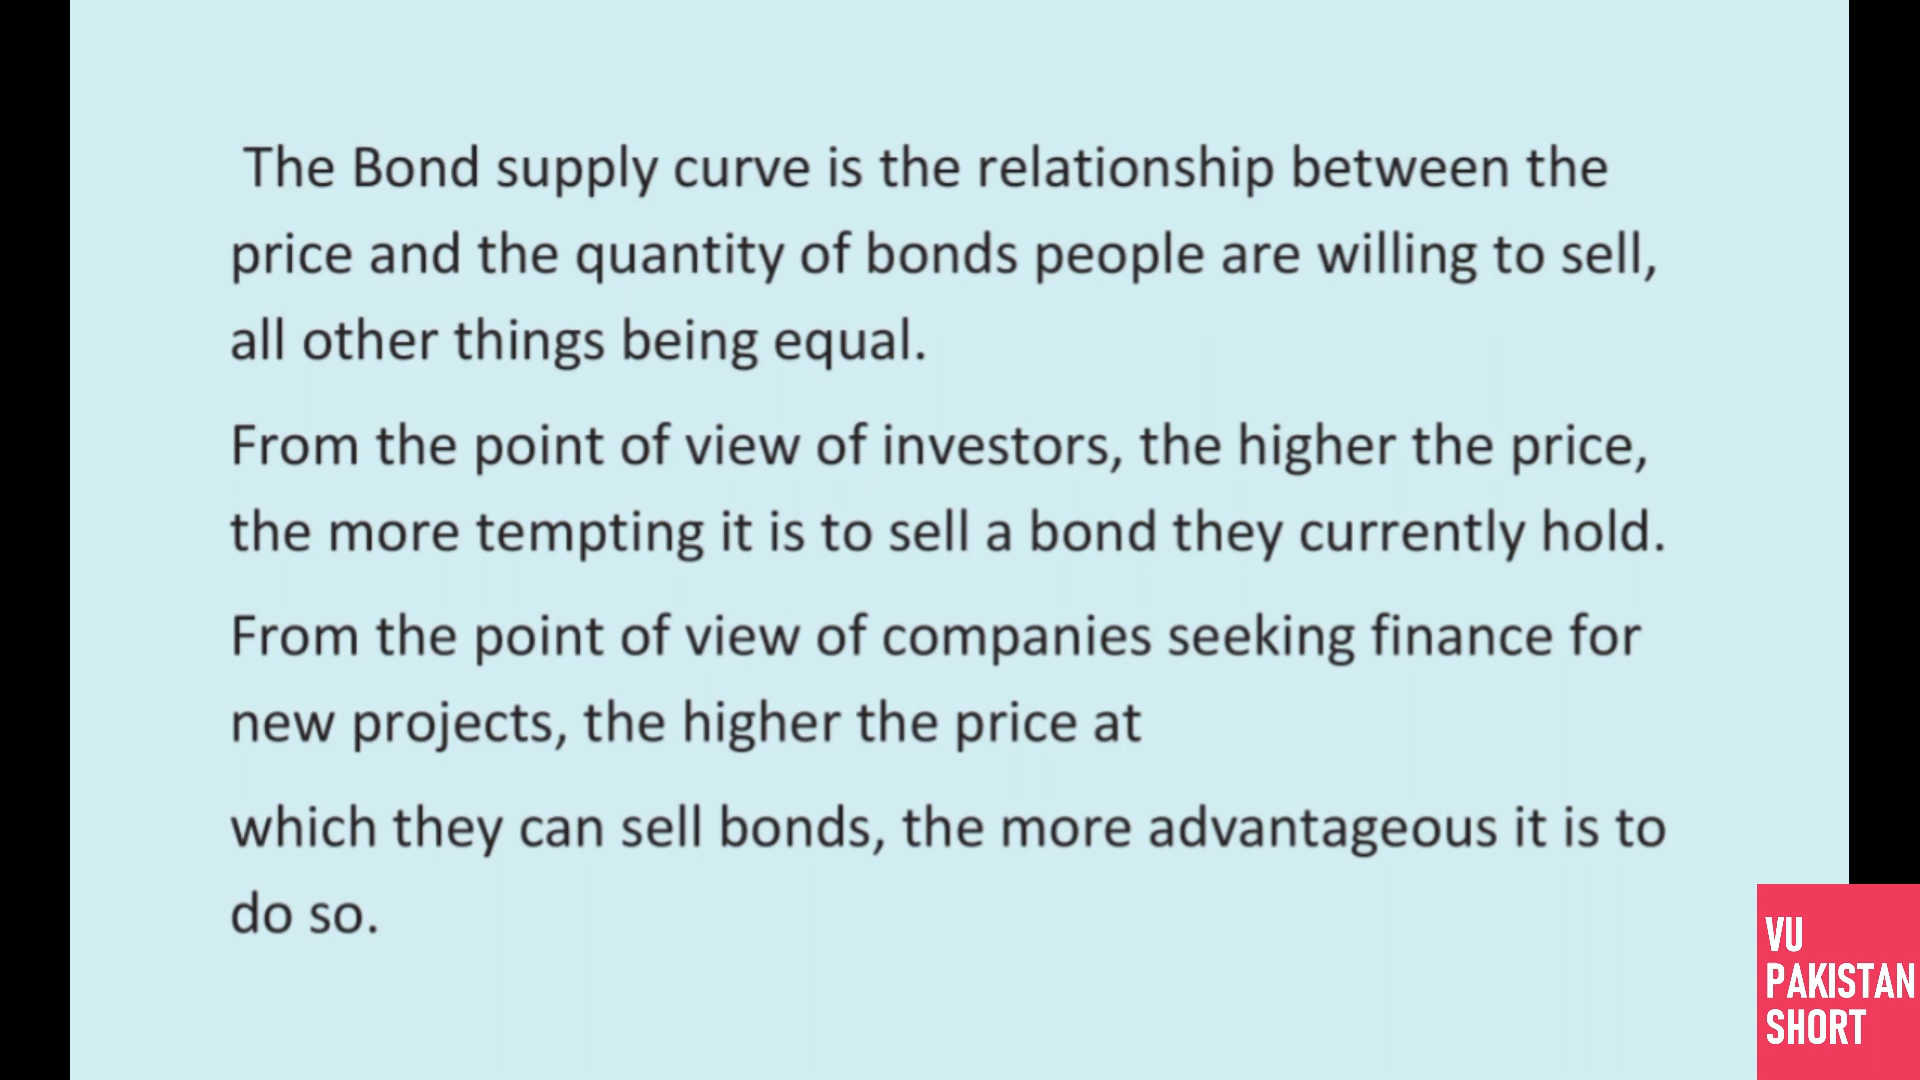 The Bond supply curve is the relationship between the
price and the quantity of bonds people are willing to sell,
all other things being equal.
From the point of view of investors, the higher the price,
the more tempting it is to sell a bond they currently hold.
From the point of view of companies seeking finance for
new projects, the higher the price at
which they can sell bonds, the more advantageous it is to
do so.
VU
PAKISTAN
SHORT